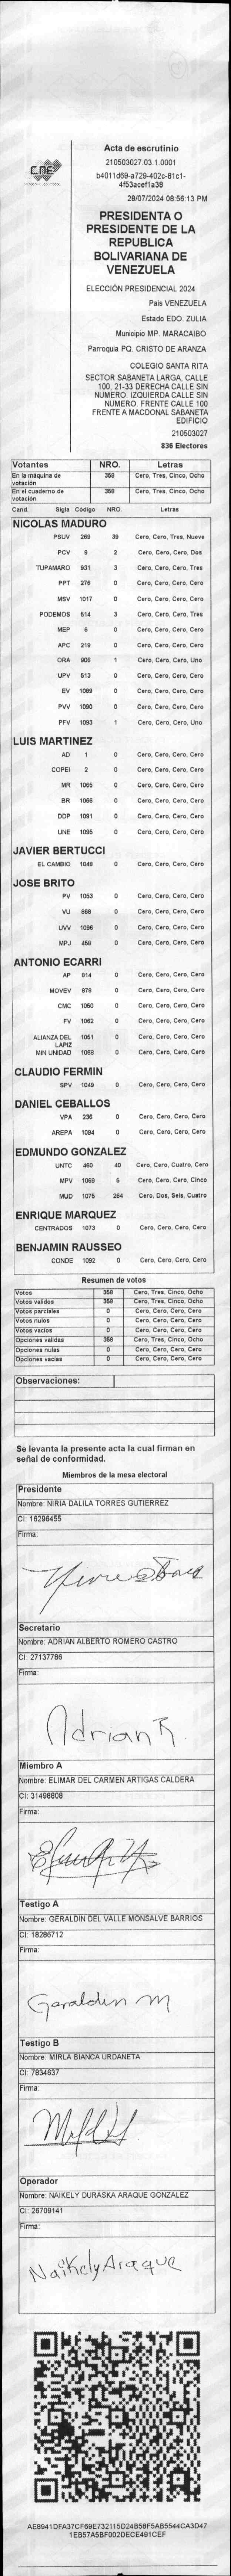 CNE
Acta de escrutinio
210503027.03.1.0001
b4011d69-a729-402c-81c1-
4f53acef1a38
28/07/2024 08:56:13 PM
PRESIDENTA O
PRESIDENTE DE LA
REPUBLICA
BOLIVARIANA DE
VENEZUELA
ELECCIÓN PRESIDENCIAL 2024
Pais VENEZUELA
Estado EDO. ZULIA
Municipio MP. MARACAIBO
Parroquia PQ. CRISTO DE ARANZA
COLEGIO SANTA RITA
SECTOR SABANETA LARGA, CALLE
100, 21-33 DERECHA CALLE SIN
NUMERO. IZQUIERDA CALLE SIN
NUMERO. FRENTE CALLE 100
FRENTE A MACDONAL SABANETA
EDIFICIO
210503027
836 Electores
Votantes NRO. Letras
En la máquina de votación 358 Cero, Tres, Cinco, Ocho
En el cuaderno de votación 358 Cero, Tres, Cinco, Ocho
Cand. Sigla Código NRO. Letras
NICOLAS MADURO
PSUV 269 39 Cero, Cero, Tres, Nueve
PCV 9 2 Cero, Cero, Cero, Dos
TUPAMARO 931 3 Cero, Cero, Cero, Tres
PPT 276 0 Cero, Cero, Cero, Cero
MSV 1017 0 Cero, Cero, Cero, Cero
PODEMOS 514 3 Cero, Cero, Cero, Tres
MEP 6 0 Cero, Cero, Cero, Cero
APC 219 0 Cero, Cero, Cero, Cero
ORA 906 1 Cero, Cero, Cero, Uno
UPV 513 0 Cero, Cero, Cero, Cero
EV 1089 0 Cero, Cero, Cero, Cero
PVV 1090 0 Cero, Cero, Cero, Cero
PFV 1093 1 Cero, Cero, Cero, Uno
LUIS MARTINEZ
AD 1 0 Cero, Cero, Cero, Cero
COPEI 2 0 Cero, Cero, Cero, Cero
MR 1065 0 Cero, Cero, Cero, Cero
BR 1066 0 Cero, Cero, Cero, Cero
DDP 1091 0 Cero, Cero, Cero, Cero
UNE 1095 0 Cero, Cero, Cero, Cero
JAVIER BERTUCCI
EL CAMBIO 1048 0 Cero, Cero, Cero, Cero
JOSE BRITO
PV 1053 0 Cero, Cero, Cero, Cero
VU 868 0 Cero, Cero, Cero, Cero
UVV 1096 0 Cero, Cero, Cero, Cero
MPJ 458 0 Cero, Cero, Cero, Cero
ANTONIO ECARRI
AP 814 0 Cero, Cero, Cero, Cero
MOVEV 878 0 Cero, Cero, Cero, Cero
CMC 1050 0 Cero, Cero, Cero, Cero
FV 1062 0 Cero, Cero, Cero, Cero
ALIANZA DEL LAPIZ 1051 0 Cero, Cero, Cero, Cero
MIN UNIDAD 1068 0 Cero, Cero, Cero, Cero
CLAUDIO FERMIN
SPV 1049 0 Cero, Cero, Cero, Cero
DANIEL CEBALLOS
VPA 236 0 Cero, Cero, Cero, Cero
AREPA 1094 0 Cero, Cero, Cero, Cero
EDMUNDO GONZALEZ
UNTC 460 40 Cero, Cero, Cuatro, Cero
MPV 1069 5 Cero, Cero, Cero, Cinco
MUD 1075 264 Cero, Dos, Seis, Cuatro
ENRIQUE MARQUEZ
CENTRADOS 1073 0 Cero, Cero, Cero, Cero
BENJAMIN RAUSSEO
CONDE 1092 0 Cero, Cero, Cero, Cero
Resumen de votos
Votos 358 Cero, Tres, Cinco, Ocho
Votos validos 358 Cero, Tres, Cinco, Ocho
Votos parciales 0 Cero, Cero, Cero, Cero
Votos nulos 0 Cero, Cero, Cero, Cero
Votos vacios 0 Cero, Cero, Cero, Cero
Opciones validas 358 Cero, Tres, Cinco, Ocho
Opciones nulas 0 Cero, Cero, Cero, Cero
Opciones vacias 0 Cero, Cero, Cero, Cero
Observaciones:
Se levanta la presente acta la cual firman en
señal de conformidad.
Miembros de la mesa electoral
Presidente
Nombre: NIRIA DALILA TORRES GUTIERREZ
CI: 16296455
Firma:
Secretario
Nombre: ADRIAN ALBERTO ROMERO CASTRO
CI: 27137786
Firma:
Adrian R.
Miembro A
Nombre: ELIMAR DEL CARMEN ARTIGAS CALDERA
CI: 31498808
Firma:
Testigo A
Nombre: GERALDIN DEL VALLE MONSALVE BARRIOS
CI: 18286712
Firma:
Geraldin m
Testigo B
Nombre: MIRLA BIANCA URDANETA
CI: 7834637
Firma:
Operador
Nombre: NAIKELY DURASKA ARAQUE GONZALEZ
CI: 26709141
Firma:
Naikely Araque
AE8941DFA37CF69E732115D24B58F5AB5544CA3D47
1EB57A5BF002DECE491CEF